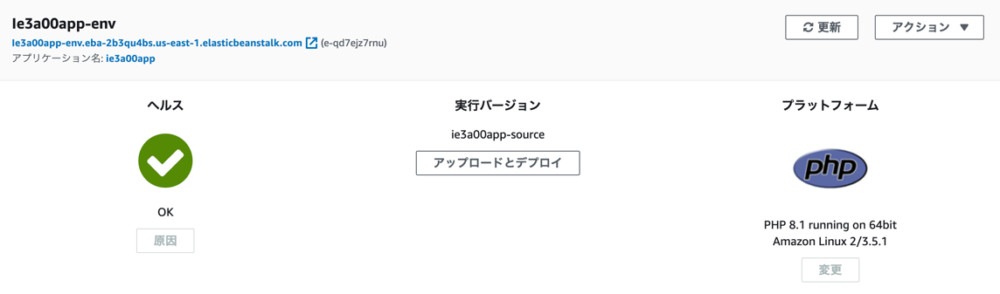 Ie3a00app-env
Ie3a00app-env.eba-2b3qu4bs.us-east-1.elasticbeanstalk.com (e-qd7ejz7rnu)
アプリケーション名: ie3a00app
更新
アクション ▼
ヘルス
OK
原因
実行バージョン
ie3a00app-source
アップロードとデプロイ
プラットフォーム
php
PHP 8.1 running on 64bit
Amazon Linux 2/3.5.1
変更